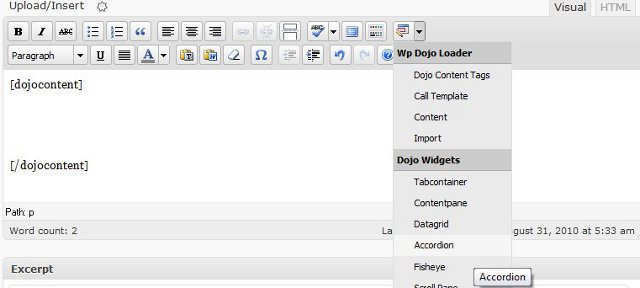 Upload/Insert
Visual
HTML
B I ABC
ABC
Paragraph
U A Ω
Wp Dojo Loader
Dojo Content Tags
Call Template
Content
Import
Dojo Widgets
Tabcontainer
Contentpane
Datagrid
Accordion
Fisheye
Scroll Pane
Accordion
[dojocontent]
[/dojocontent]
Path: p
Word count: 2
La
gust 31, 2010 at 5:33 am
Excerpt